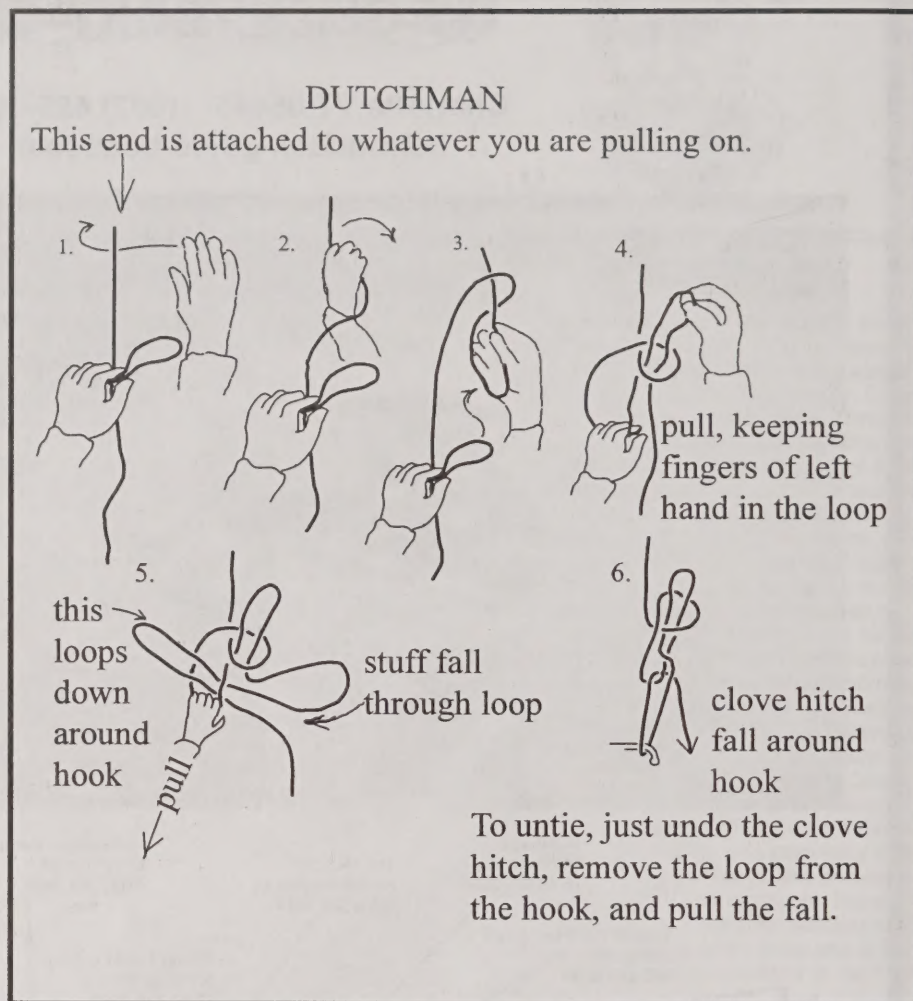 DUTCHMAN
This end is attached to whatever you are pulling on.
1.
2.
3.
4.
pull, keeping
fingers of left
hand in the loop
5.
this
loops
down
around
hook
pull
stuff fall
through loop
6.
clove hitch
fall around
hook
To untie, just undo the clove
hitch, remove the loop from
the hook, and pull the fall.